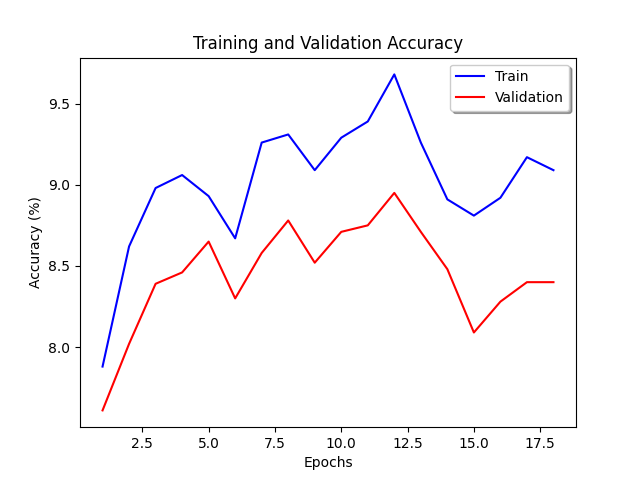 Training and Validation Accuracy
Train
Validation
9.5
9.0
8.5
8.0
Accuracy (%)
2.5 5.0 7.5 10.0 12.5 15.0 17.5
Epochs